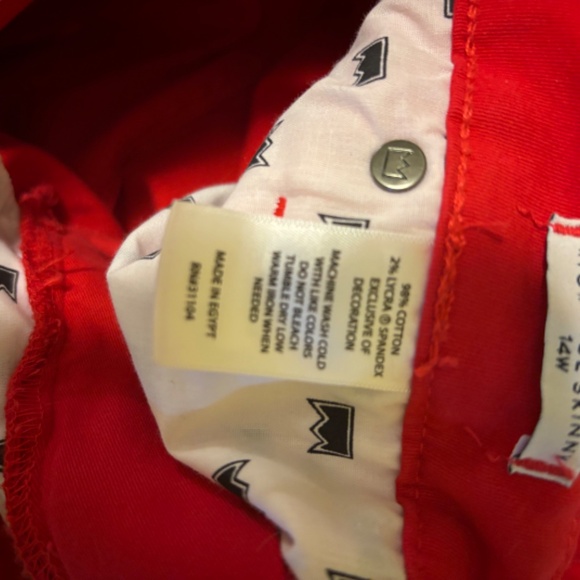 98% COTTON
2% LYCRA @ SPANDEX
EXCLUSIVE OF
DECORATION
MACHINE WASH COLD
WITH LIKE COLORS
DO NOT BLEACH
TUMBLE DRY LOW
WARM IRON WHEN
NEEDED
MADE IN EGYPT
RN#31104
SKINNY
14W